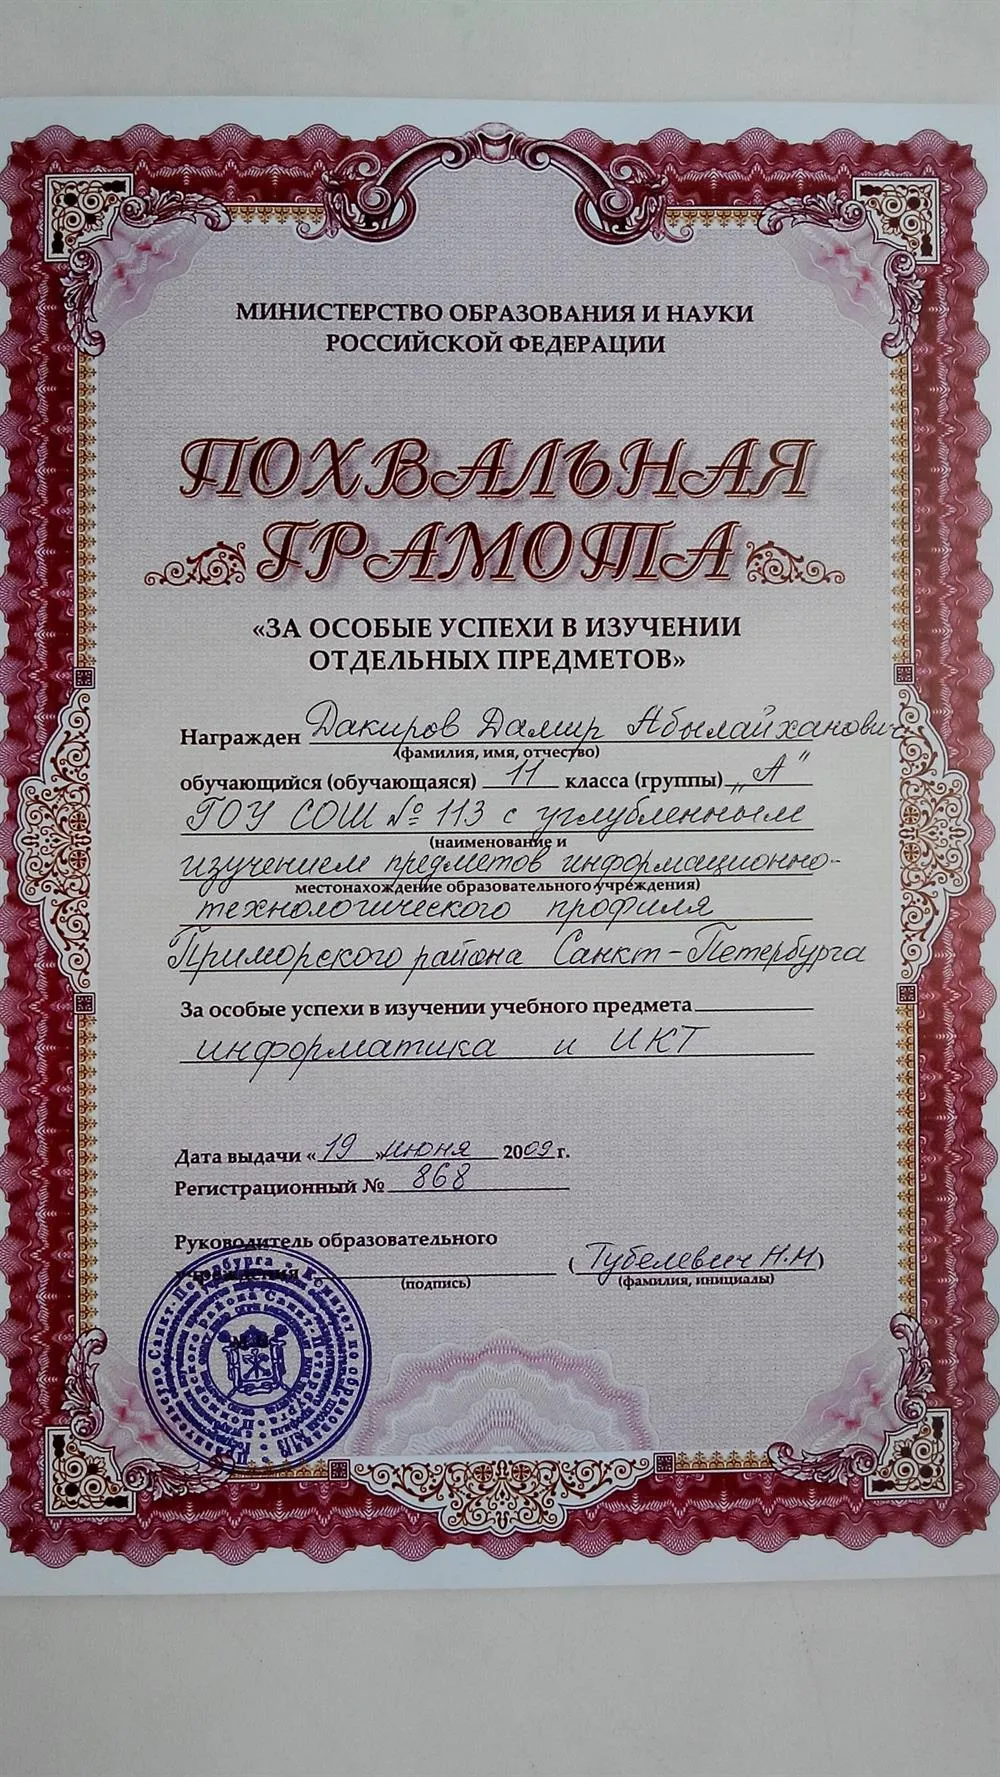 МИНИСТЕРСТВО ОБРАЗОВАНИЯ И НАУКИ
РОССИЙСКОЙ ФЕДЕРАЦИИ
ПОХВАЛЬНАЯ
ГРАМОТА
«ЗА ОСОБЫЕ УСПЕХИ В ИЗУЧЕНИИ
ОТДЕЛЬНЫХ ПРЕДМЕТОВ»
Награжден Дакиров Дамир Абылайханович
(фамилия, имя, отчество)
обучающийся (обучающаяся) 11 класса (группы) „А"
ГОУ СОШ № 113 с углубленным
(наименование и
изучением предметов информационно-
местонахождение образовательного учреждения)
технологического профиля
Приморского района Санкт-Петербурга
За особые успехи в изучении учебного предмета
информатика и ИКТ
Дата выдачи «19» июня 2009 г.
Регистрационный № 868
Руководитель образовательного
учреждения (Тубелевич Н.Н)
(подпись) (фамилия, инициалы)